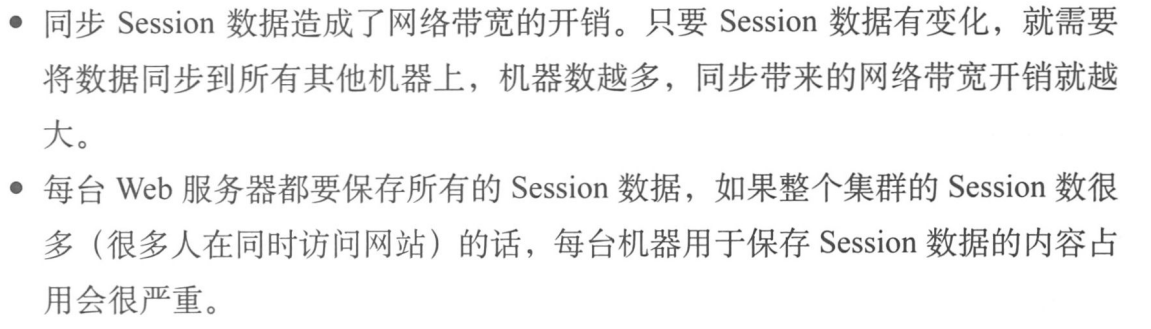 • 同步 Session 数据造成了网络带宽的开销。只要 Session 数据有变化，就需要
将数据同步到所有其他机器上，机器数越多，同步带来的网络带宽开销就越
大。
• 每台 Web 服务器都要保存所有的 Session 数据，如果整个集群的 Session 数很
多（很多人在同时访问网站）的话，每台机器用于保存 Session 数据的内容占
用会很严重。